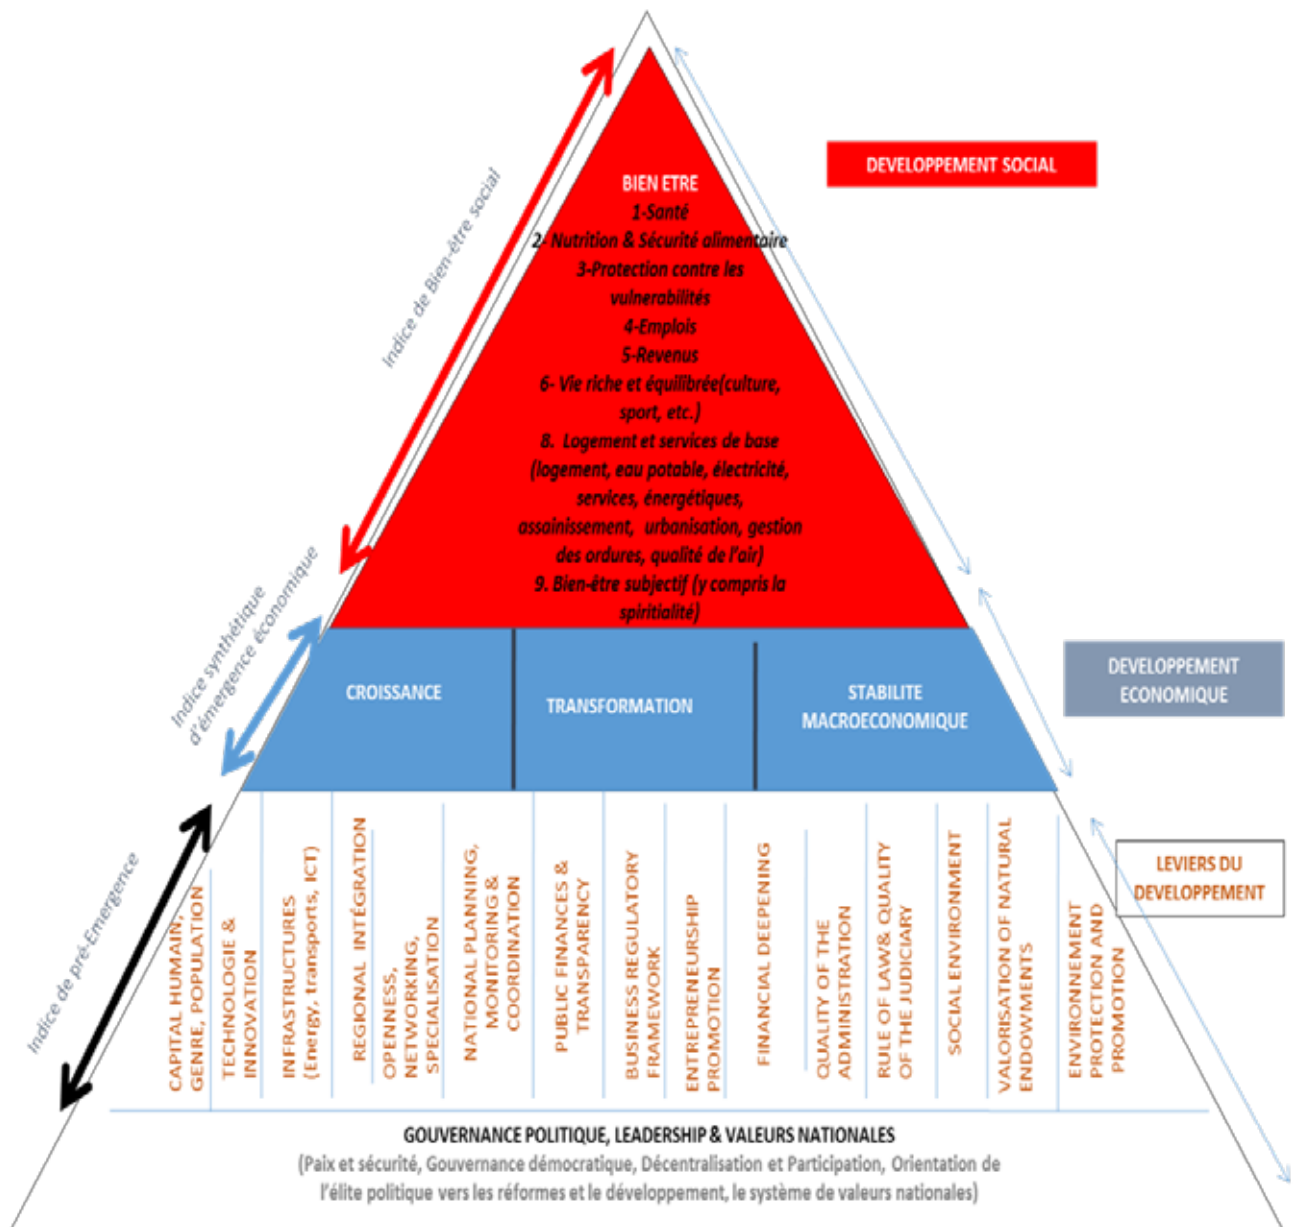 DEVELOPPEMENT SOCIAL
BIEN ETRE
1-Santé
2- Nutrition & Sécurité alimentaire
3-Protection contre les
vulnerabilités
4-Emplois
5-Revenus
6- Vie riche et équilibrée(culture,
sport, etc.)
8. Logement et services de base
(logement, eau potable, électricité,
services, énergétiques,
assainissement, urbanisation, gestion
des ordures, qualité de l'air)
9. Bien-être subjectif (y compris la
spiritialité)
Indice de Bien-être social
Indice synthétique
d'émergence économique
CROISSANCE
TRANSFORMATION
STABILITE
MACROECONOMIQUE
DEVELOPPEMENT
ECONOMIQUE
Indice de pré-Emergence
CAPITAL HUMAIN,
GENRE, POPULATION
TECHNOLOGIE &
INNOVATION
INFRASTRUCTURES
(Energy, transports, ICT)
REGIONAL INTÉGRATION
OPENNESS,
NETWORKING,
SPECIALISATION
NATIONAL PLANNING,
MONITORING &
COORDINATION
PUBLIC FINANCES &
TRANSPARENCY
BUSINESS REGULATORY
FRAMEWORK
ENTREPRENEURSHIP
PROMOTION
FINANCIAL DEEPENING
QUALITY OF THE
ADMINISTRATION
RULE OF LAW& QUALITY
OF THE JUDICIARY
SOCIAL ENVIRONMENT
VALORISATION OF NATURAL
ENDOWMENTS
ENVIRONNEMENT
PROTECTION AND
PROMOTION
LEVIERS DU
DEVELOPPEMENT
GOUVERNANCE POLITIQUE, LEADERSHIP & VALEURS NATIONALES
(Paix et sécurité, Gouvernance démocratique, Décentralisation et Participation, Orientation de
l'élite politique vers les réformes et le développement, le système de valeurs nationales)